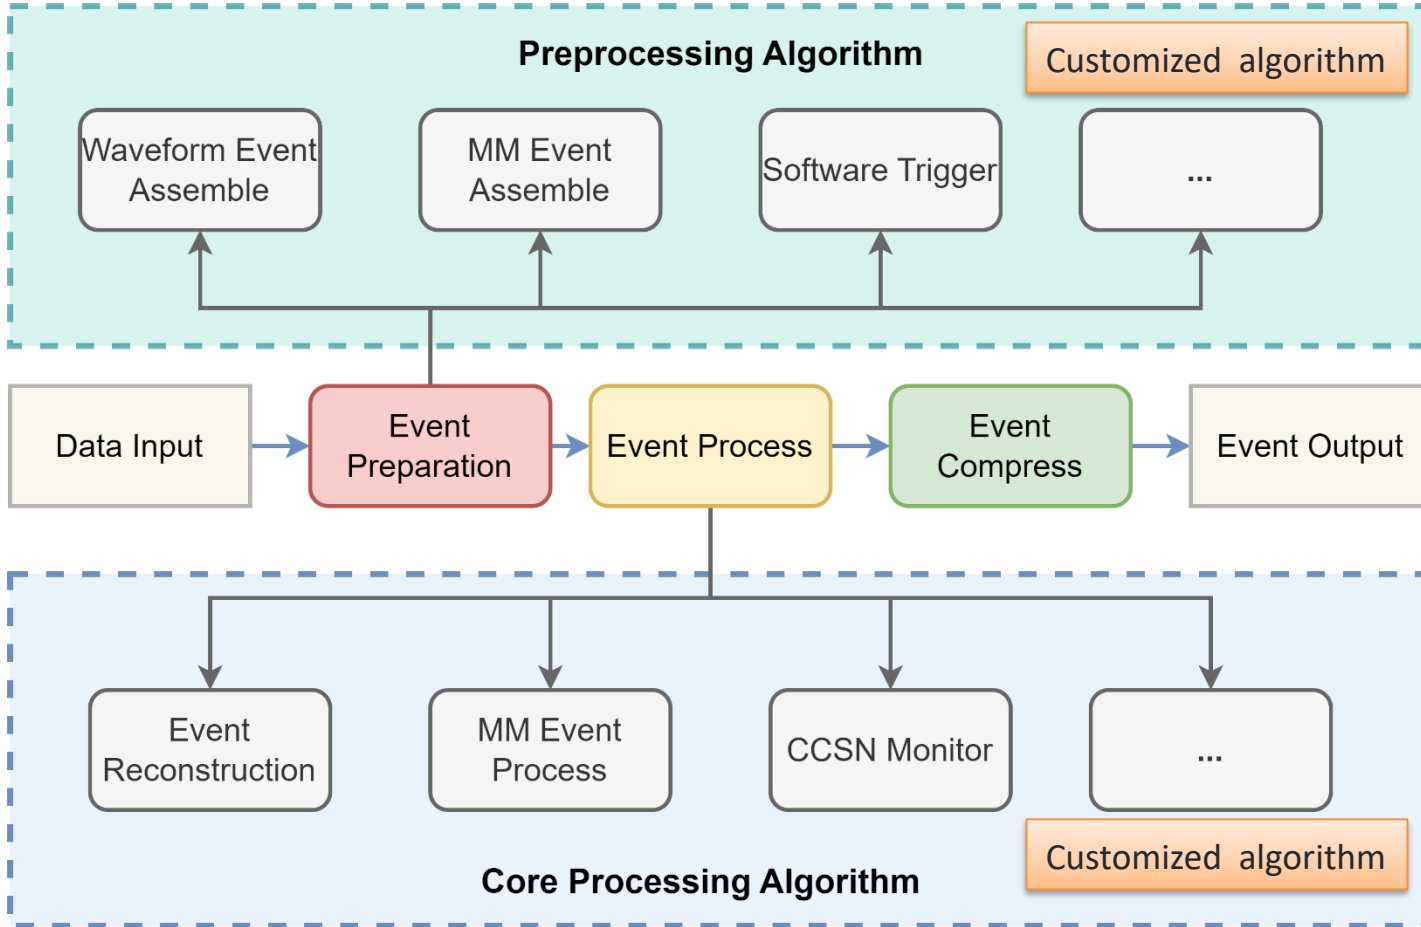 Preprocessing Algorithm
Customized algorithm
Waveform Event
Assemble
MM Event
Assemble
Software Trigger
...
Data Input
Event
Preparation
Event Process
Event
Compress
Event Output
Event
Reconstruction
MM Event
Process
CCSN Monitor
...
Customized algorithm
Core Processing Algorithm